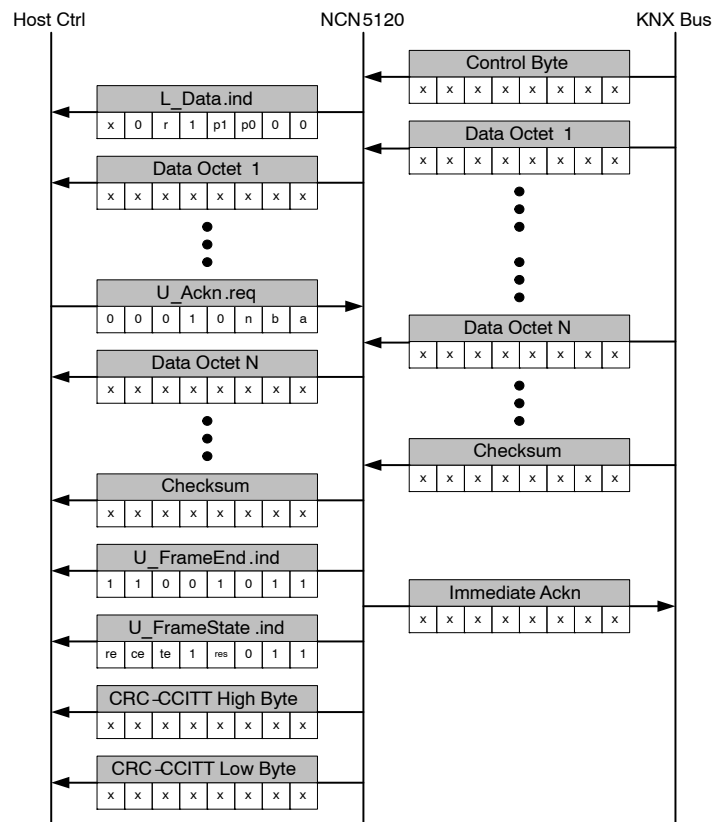 Host Ctrl NCN5120 KNX Bus
Control Byte
x x x x x x x x
L_Data.ind
x 0 r 1 p1 p0 0 0
Data Octet 1
x x x x x x x x
Data Octet 1
x x x x x x x x
U_Ackn.req
0 0 0 1 0 n b a
Data Octet N
x x x x x x x x
Data Octet N
x x x x x x x x
Checksum
x x x x x x x x
Checksum
x x x x x x x x
U_FrameEnd.ind
1 1 0 0 1 0 1 1
Immediate Ackn
x x x x x x x x
U_FrameState.ind
re ce te 1 res 0 1 1
CRC-CCITT High Byte
x x x x x x x x
CRC-CCITT Low Byte
x x x x x x x x